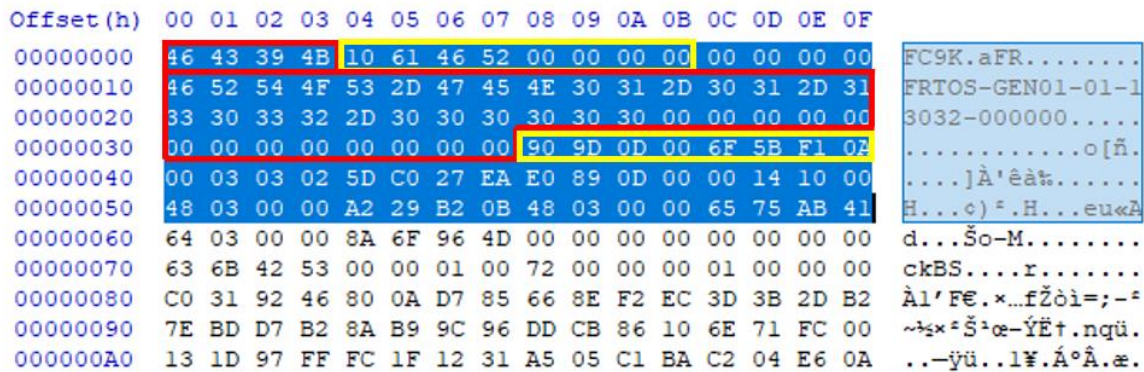 Offset(h) 00 01 02 03 04 05 06 07 08 09 0A 0B 0C 0D 0E 0F
00000000 46 43 39 4B 10 61 46 52 00 00 00 00 00 00 00 00 FC9K.aFR........
00000010 46 52 54 4F 53 2D 47 45 4E 30 31 2D 30 31 2D 31 FRTOS-GEN01-01-1
00000020 33 30 33 32 2D 30 30 30 30 30 30 00 00 00 00 00 3032-000000.....
00000030 00 00 00 00 00 00 00 00 90 9D 0D 00 6F 5B F1 0A ............o[ñ.
00000040 00 03 03 02 5D C0 27 EA E0 89 0D 00 00 14 10 00 ....]À'êà‰......
00000050 48 03 00 00 A2 29 B2 0B 48 03 00 00 65 75 AB 41 H...¢)².H...eu«A
00000060 64 03 00 00 8A 6F 96 4D 00 00 00 00 00 00 00 00 d...Šo–M........
00000070 63 6B 42 53 00 00 01 00 72 00 00 00 01 00 00 00 ckBS....r.......
00000080 C0 31 92 46 80 0A D7 85 66 8E F2 EC 3D 3B 2D B2 À1’F€.×…fŽòì=;-²
00000090 7E BD D7 B2 8A B9 9C 96 DD CB 86 10 6E 71 FC 00 ~½×²Š¹œ–ÝË†.nqü.
000000A0 13 1D 97 FF FC 1F 12 31 A5 05 C1 BA C2 04 E6 0A ..—ÿü..1¥.ÁºÂ.æ.